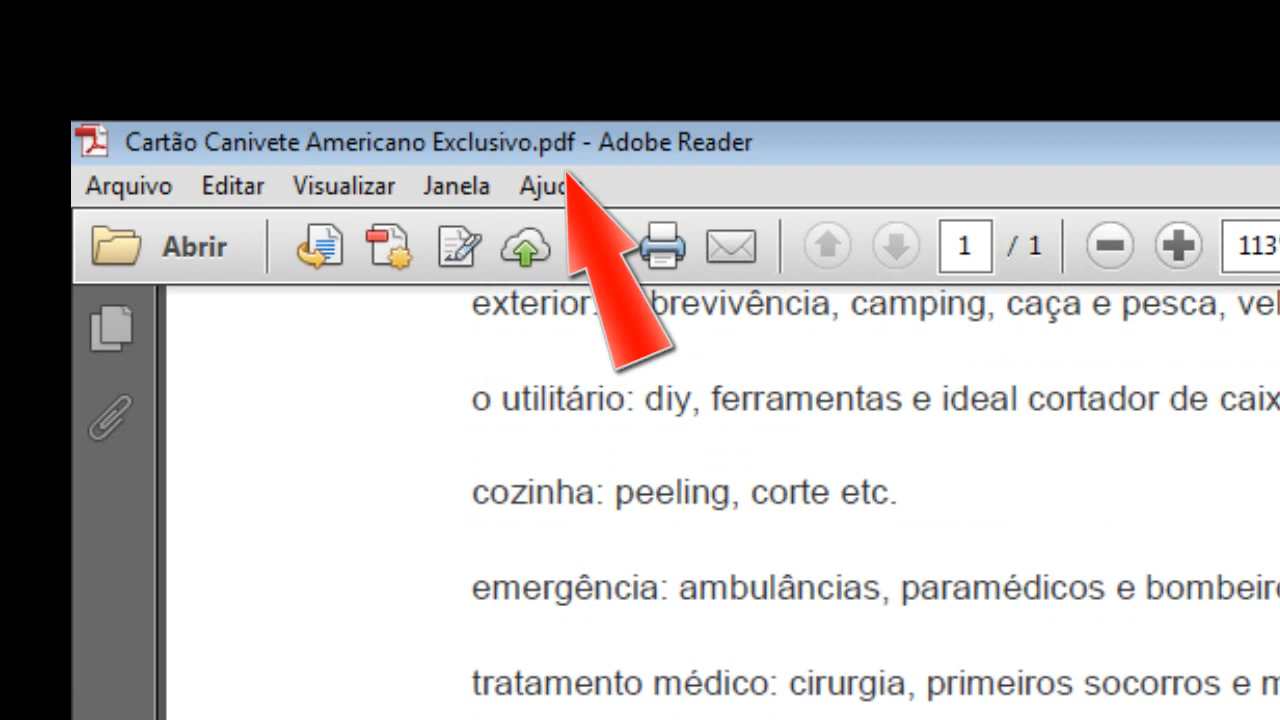 Cartão Canivete Americano Exclusivo.pdf - Adobe Reader
Arquivo Editar Visualizar Janela
Abrir 1 / 1
exterior: camping, caça e pesca,
o utilitário: diy, ferramentas e ideal cortador de
cozinha: peeling, corte etc.
emergência: ambulâncias, paramédicos e
tratamento médico: cirurgia, primeiros socorros e